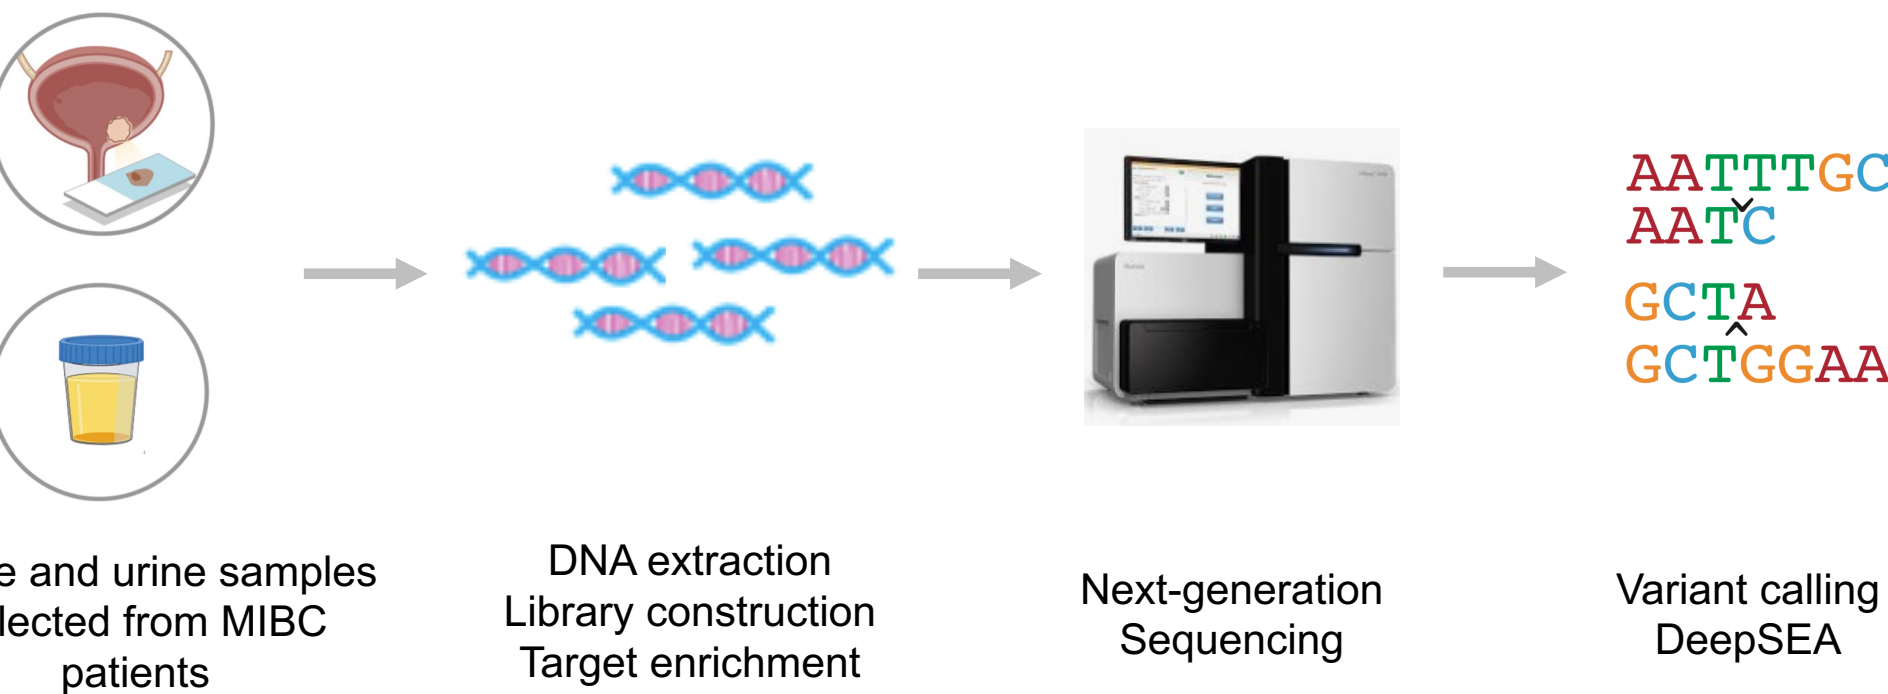 AATTTGC
AATC
GCTA
GCTGGAA
e and urine samples
lected from MIBC
patients
DNA extraction
Library construction
Target enrichment
Next-generation
Sequencing
Variant calling
DeepSEA